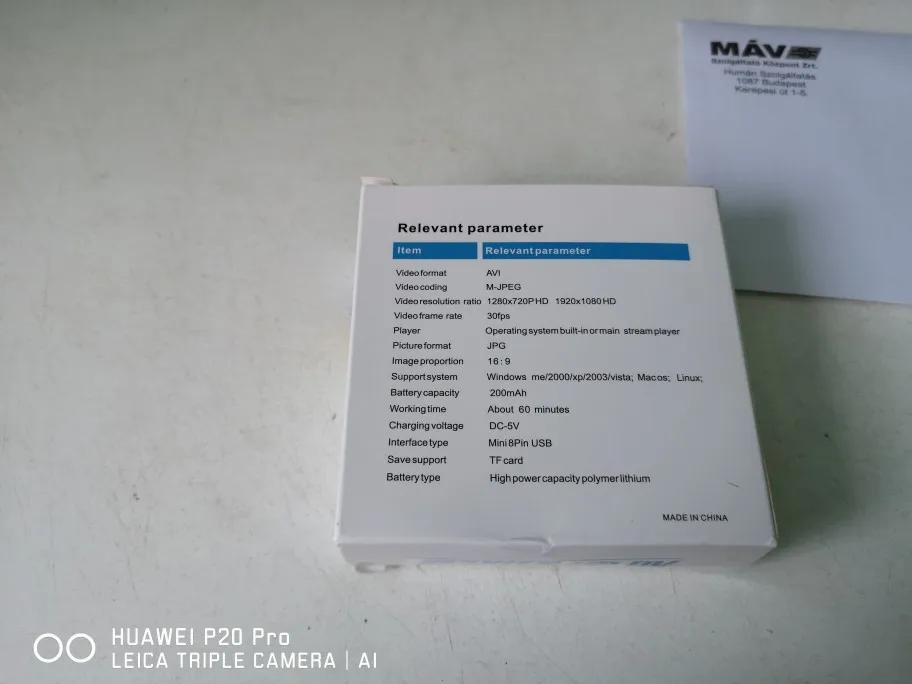 MÁV
Szolgáltató Központ Zrt.
Humán Szolgáltatás
1087 Budapest
Kerepesi út 1-5.
Relevant parameter
Item Relevant parameter
Video format AVI
Video coding M-JPEG
Video resolution ratio 1280x720P HD 1920x1080 HD
Video frame rate 30fps
Player Operating system built-in or main stream player
Picture format JPG
Image proportion 16:9
Support system Windows me/2000/xp/2003/vista; Macos; Linux;
Battery capacity 200mAh
Working time About 60 minutes
Charging voltage DC-5V
Interface type Mini 8Pin USB
Save support TF card
Battery type High power capacity polymer lithium
MADE IN CHINA
HUAWEI P20 Pro
LEICA TRIPLE CAMERA | AI